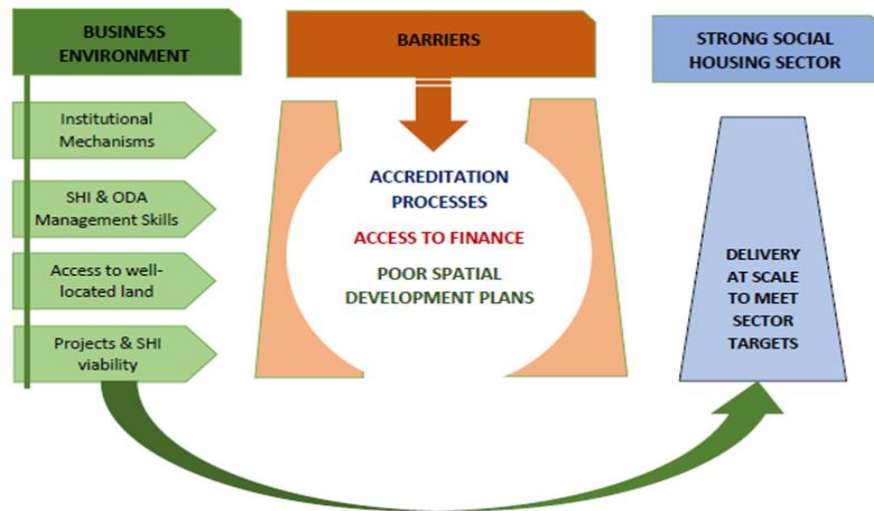 BUSINESS
ENVIRONMENT
Institutional
Mechanisms
SHI & ODA
Management Skills
Access to well-
located land
Projects & SHI
viability
BARRIERS
ACCREDITATION
PROCESSES
ACCESS TO FINANCE
POOR SPATIAL
DEVELOPMENT PLANS
STRONG SOCIAL
HOUSING SECTOR
DELIVERY
AT SCALE
TO MEET
SECTOR
TARGETS